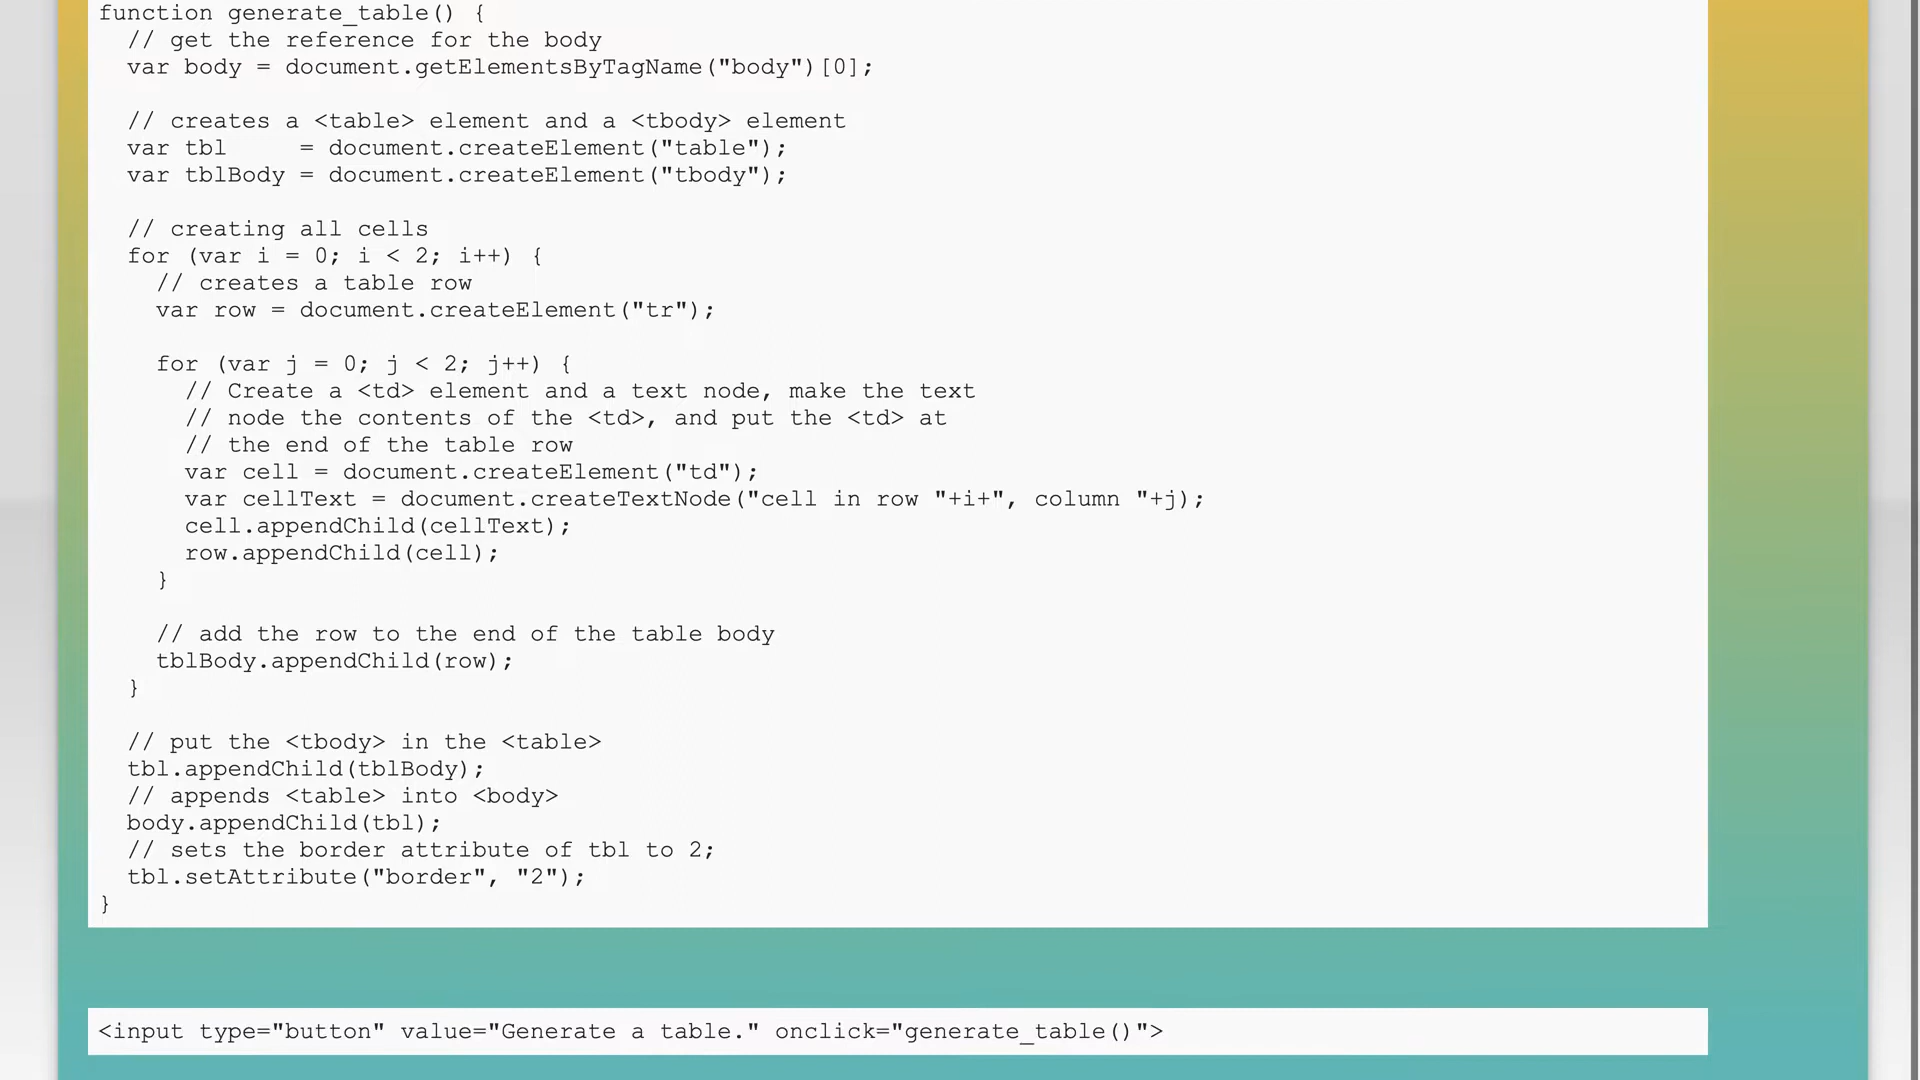 function generate_table() {
  // get the reference for the body
  var body = document.getElementsByTagName("body")[0];

  // creates a <table> element and a <tbody> element
  var tbl     = document.createElement("table");
  var tblBody = document.createElement("tbody");

  // creating all cells
  for (var i = 0; i < 2; i++) {
    // creates a table row
    var row = document.createElement("tr");

    for (var j = 0; j < 2; j++) {
      // Create a <td> element and a text node, make the text
      // node the contents of the <td>, and put the <td> at
      // the end of the table row
      var cell = document.createElement("td");
      var cellText = document.createTextNode("cell in row "+i+", column "+j);
      cell.appendChild(cellText);
      row.appendChild(cell);
    }

    // add the row to the end of the table body
    tblBody.appendChild(row);
  }

  // put the <tbody> in the <table>
  tbl.appendChild(tblBody);
  // appends <table> into <body>
  body.appendChild(tbl);
  // sets the border attribute of tbl to 2;
  tbl.setAttribute("border", "2");
}

<input type="button" value="Generate a table." onclick="generate_table()">